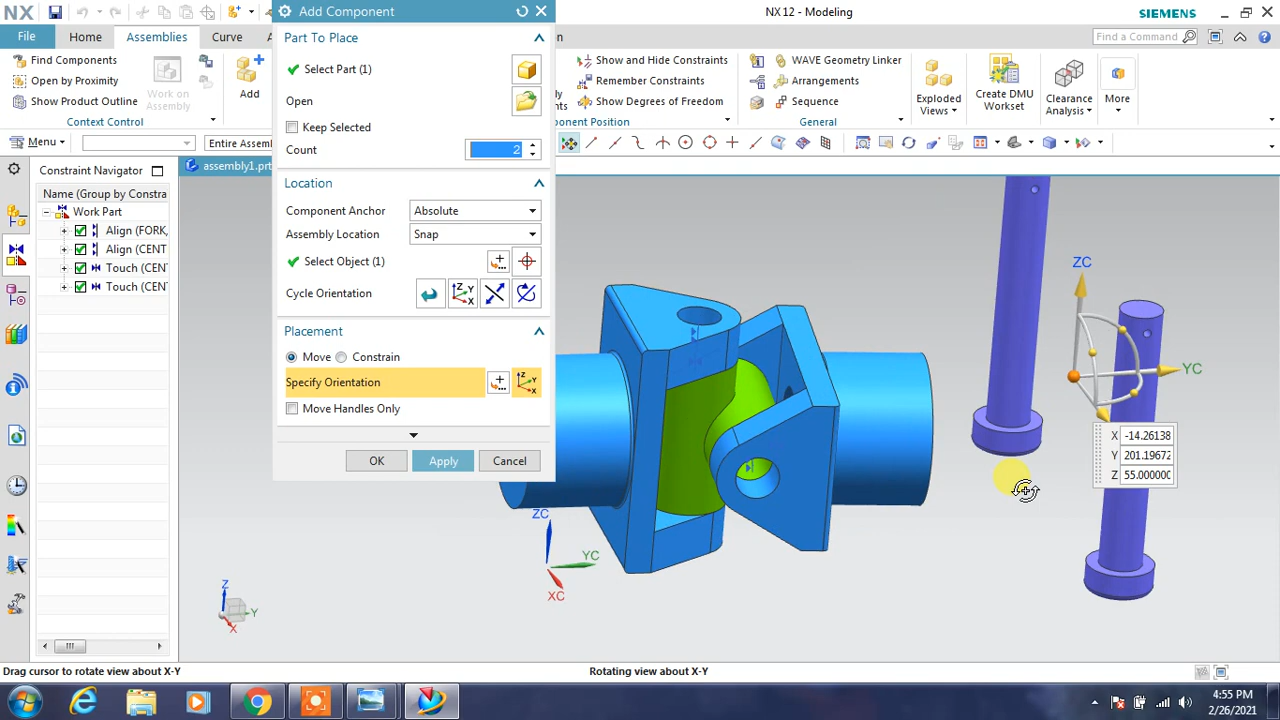 NX
Add Component
NX 12 - Modeling
SIEMENS
File
Home
Assemblies
Curve
Find a Command
Find Components
Open by Proximity
Show Product Outline
Work on Assembly
Add
Context Control
Part To Place
Select Part (1)
Open
Keep Selected
Count
2
Show and Hide Constraints
Remember Constraints
Show Degrees of Freedom
WAVE Geometry Linker
Arrangements
Sequence
General
Exploded Views
Create DMU Workset
Clearance Analysis
More
Menu
Entire Assem
assembly1.prt
Constraint Navigator
Name (Group by Constra
Work Part
Align (FORK,
Align (CENT
Touch (CEN
Touch (CEN
Location
Component Anchor
Absolute
Assembly Location
Snap
Select Object (1)
Cycle Orientation
Placement
Move
Constrain
Specify Orientation
Move Handles Only
OK
Apply
Cancel
ZC
YC
X -14.26138
Y 201.19672
Z 55.00000
ZC
YC
XC
Z
Y
X
Drag cursor to rotate view about X-Y
Rotating view about X-Y
4:55 PM
2/26/2021